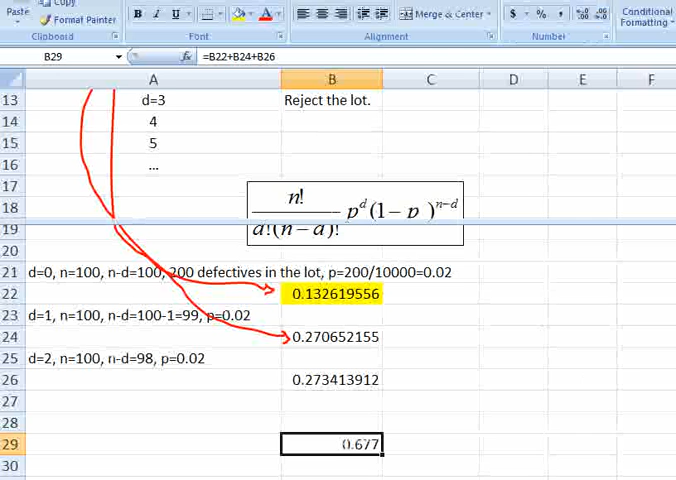 Paste
Copy
Format Painter
B I U A
Merge & Center
$ % ,
Conditional
Formatting
Clipboard Font Alignment Number
B29 fx =B22+B24+B26
A B C D E F
13 d=3 Reject the lot.
14 4
15 5
16 ...
17 n!
18 p^d (1 − p )^n−d
19 d!(n − d)!
20
21 d=0, n=100, n-d=100, 200 defectives in the lot, p=200/10000=0.02
22 0.132619556
23 d=1, n=100, n-d=100-1=99, p=0.02
24 0.270652155
25 d=2, n=100, n-d=98, p=0.02
26 0.273413912
27
28
29 0.677
30